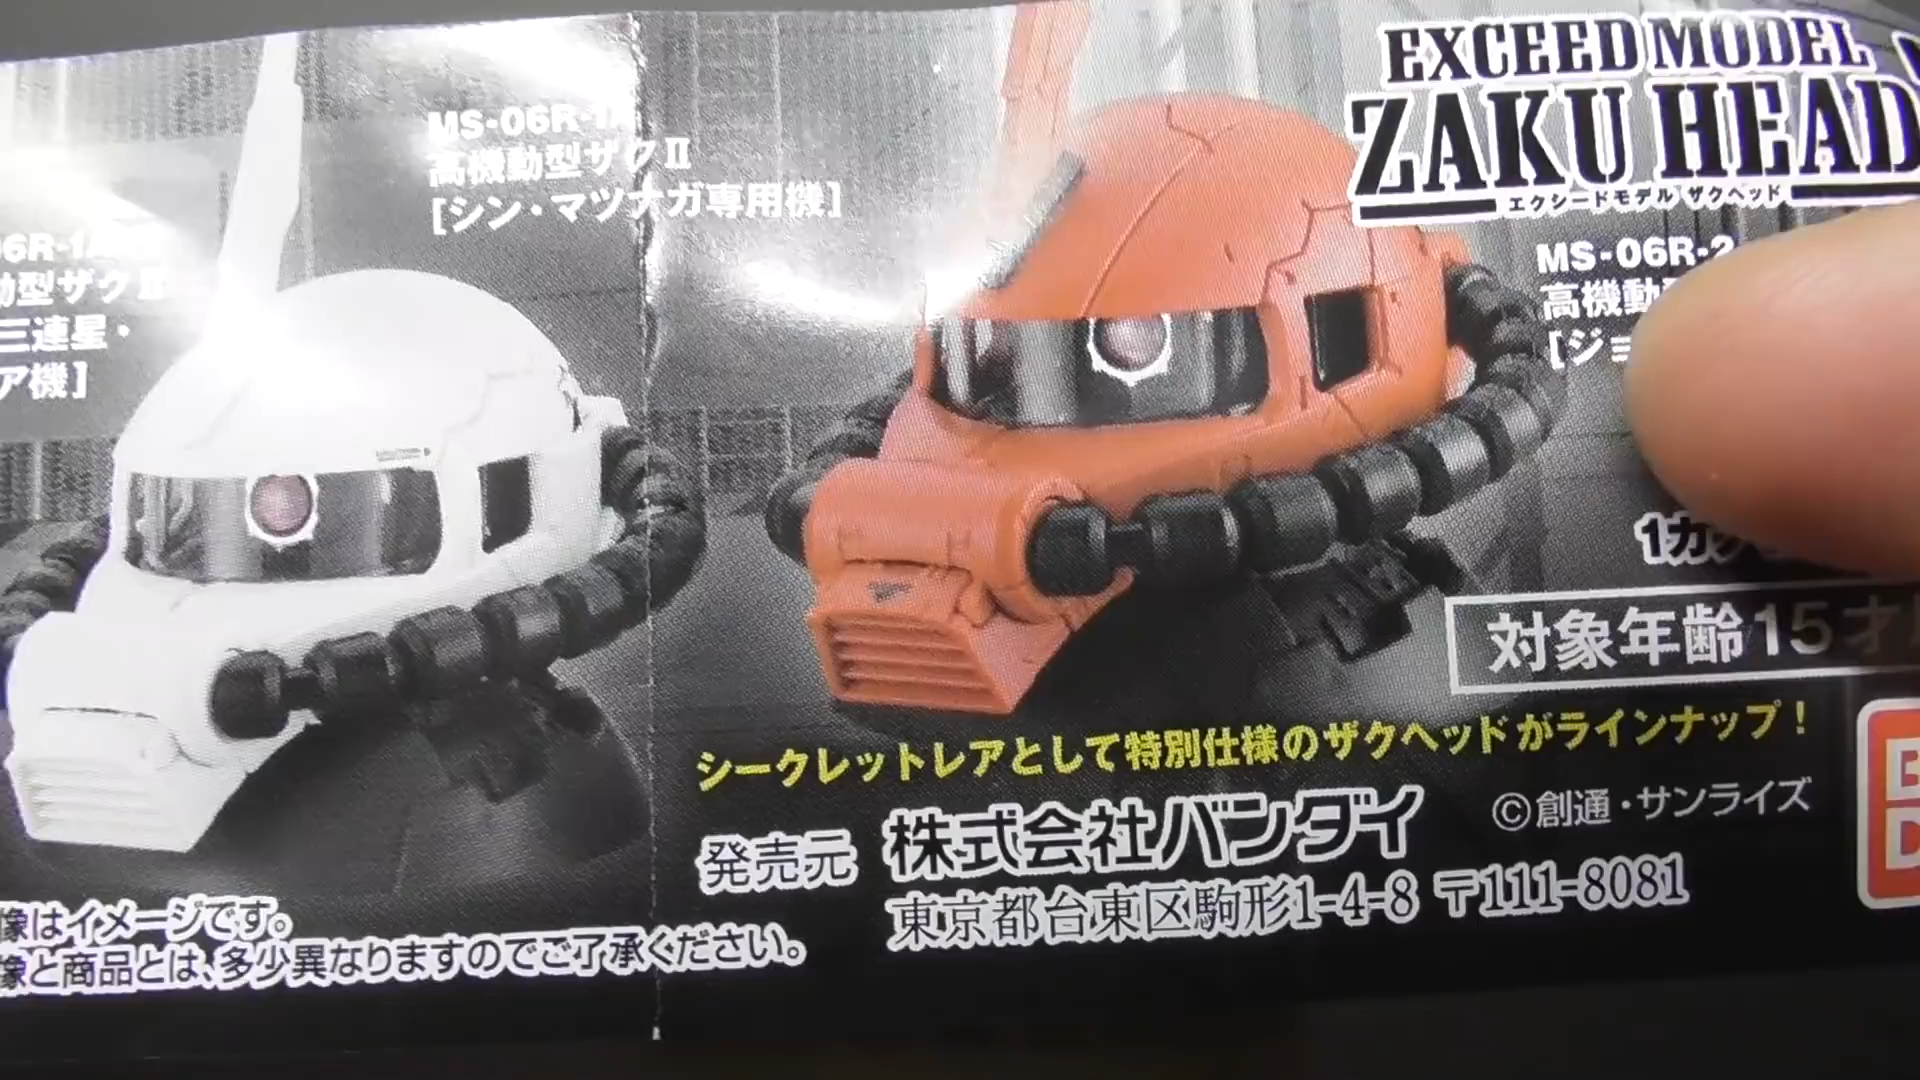 EXCEED MODEL
ZAKU HEAD
エクシードモデル ザクヘッド
MS-06R-1A
高機動型ザクⅡ
[シン・マツナガ専用機]
06R-1A
動型ザクⅡ
三連星・
ア機]
MS-06R-2
高機動
[ジョ
1カ
対象年齢15才
シークレットレアとして特別仕様のザクヘッドがラインナップ!
発売元 株式会社バンダイ
©創通・サンライズ
東京都台東区駒形1-4-8 〒111-8081
像はイメージです。
像と商品とは、多少異なりますのでご了承ください。